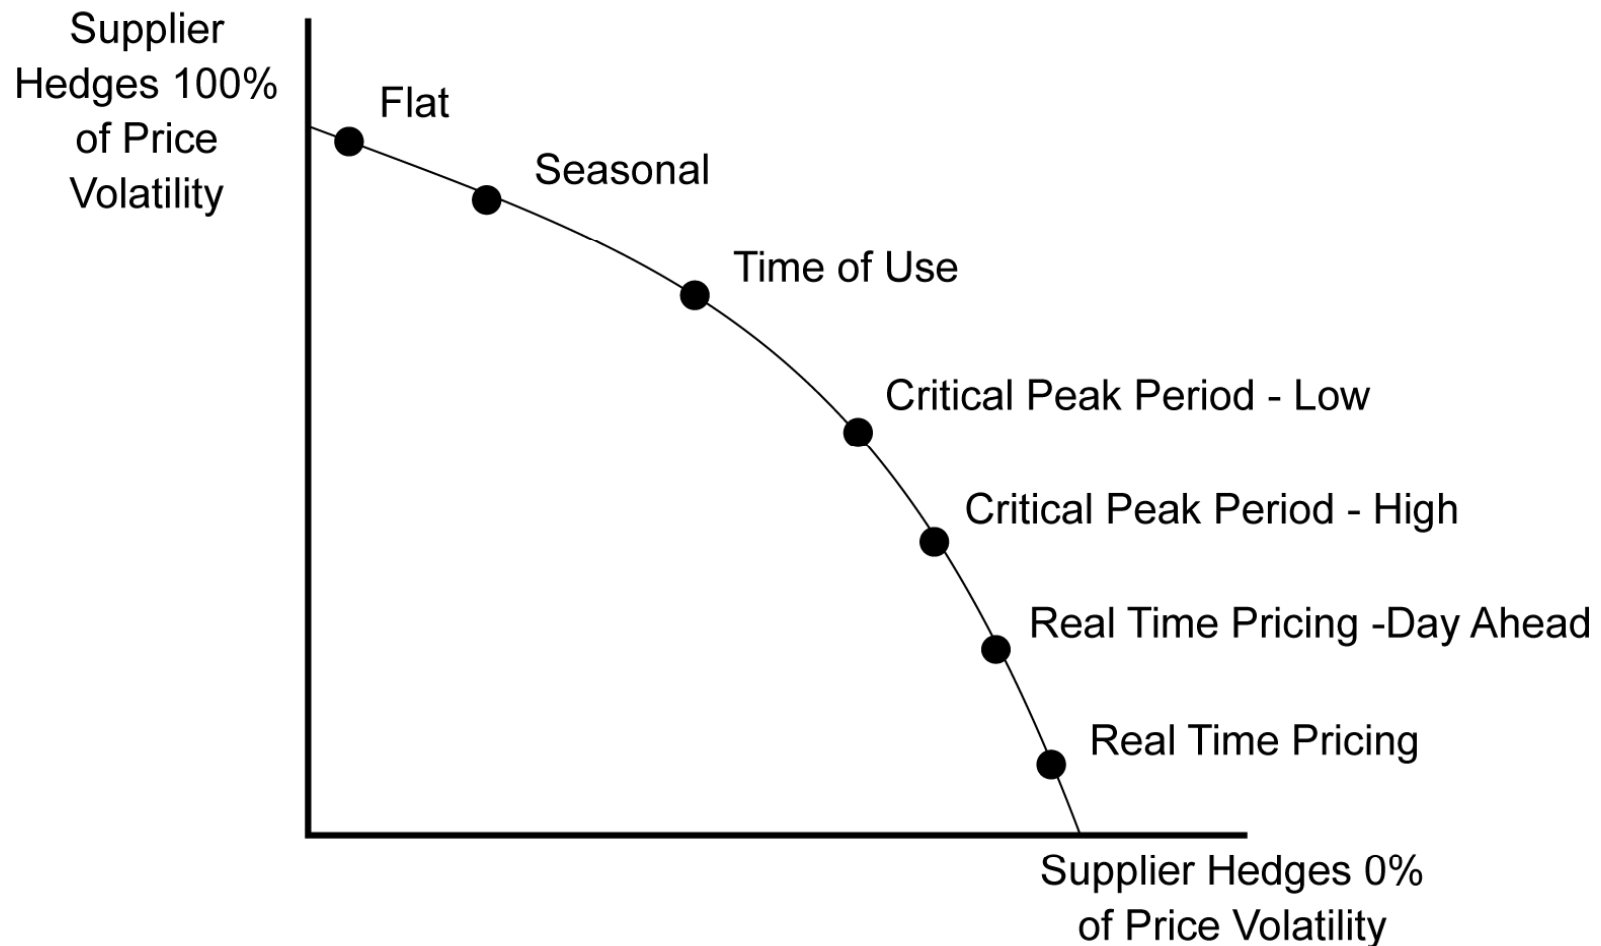 Supplier
Hedges 100%
of Price
Volatility
Flat
Seasonal
Time of Use
Critical Peak Period - Low
Critical Peak Period - High
Real Time Pricing -Day Ahead
Real Time Pricing
Supplier Hedges 0%
of Price Volatility